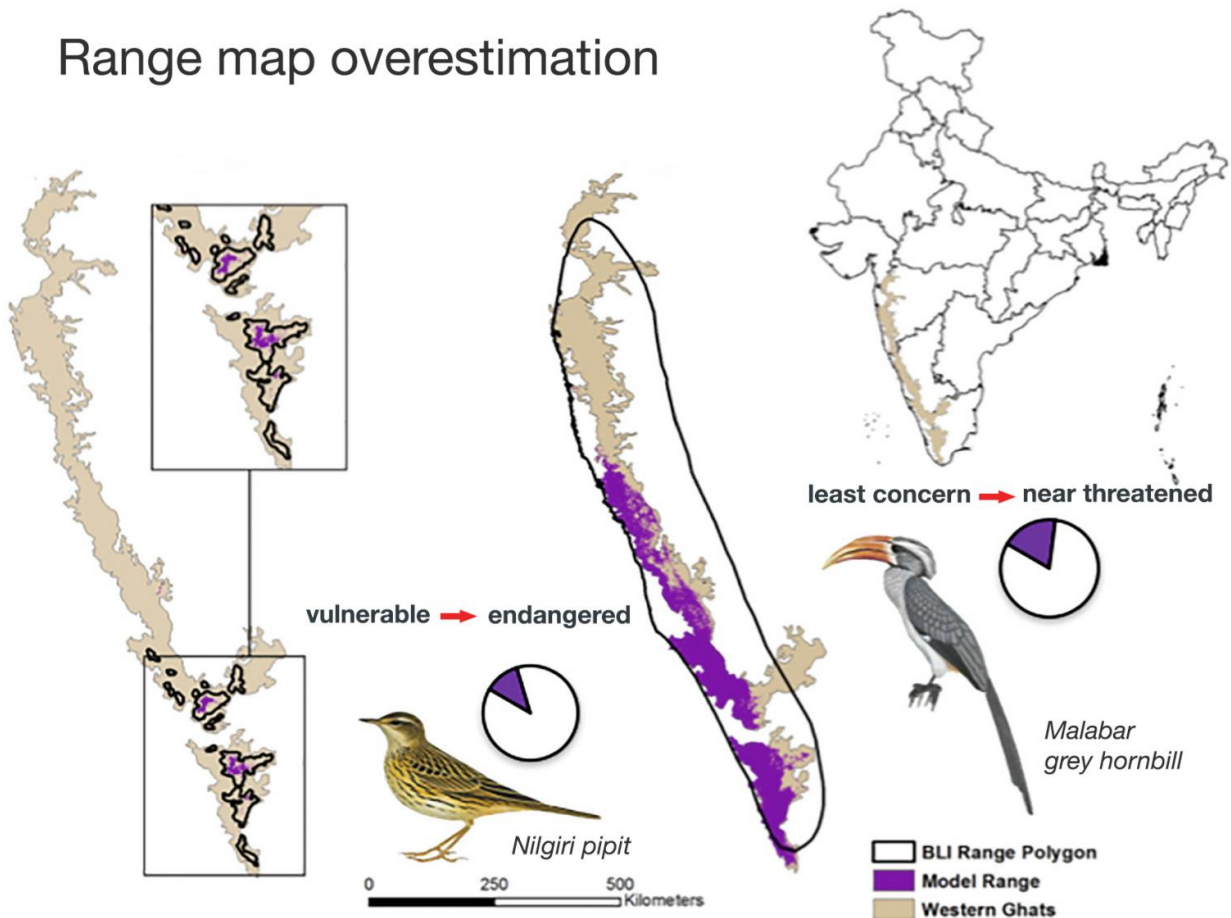 Range map overestimation
least concern → near threatened
vulnerable → endangered
Malabar
grey hornbill
Nilgiri pipit
0 250 500
Kilometers
BLI Range Polygon
Model Range
Western Ghats